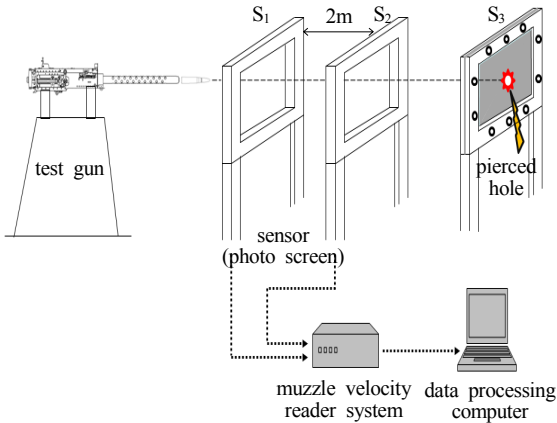 S1
2m
S2
S3
test gun
pierced
hole
sensor
(photo screen)
muzzle velocity
reader system
data processing
computer